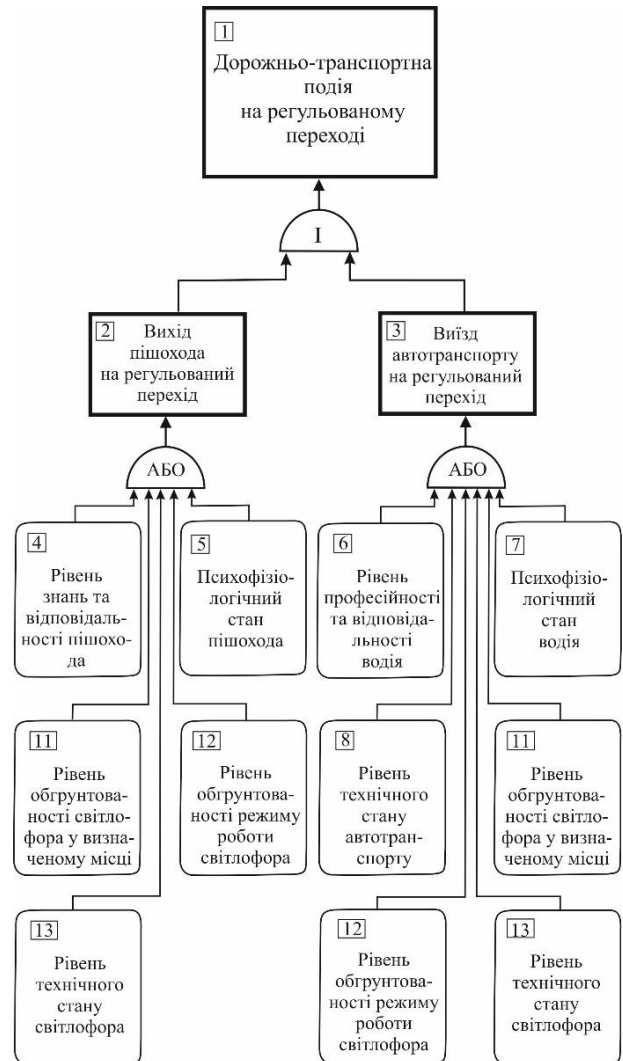 1
Дорожньо-транспортна
подія
на регульованому
переході
І
2
Вихід
пішохода
на регульований
перехід
3
Виїзд
автотранспорту
на регульований
перехід
АБО
АБО
4
Рівень
знань та
відповідаль-
ності пішохо-
да
5
Психофізіо-
логічний
стан
пішохода
6
Рівень
професійності
та відповіда-
льності
водія
7
Психофізіо-
логічний
стан
водія
11
Рівень
обгрунтова-
ності світло-
фора у визна-
ченому місці
12
Рівень
обгрунтова-
ності режиму
роботи
світлофора
8
Рівень
технічного
стану
автотран-
спорту
11
Рівень
обгрунтова-
ності світло-
фора у визна-
ченому місці
13
Рівень
технічного
стану
світлофора
12
Рівень
обгрунтова-
ності режиму
роботи
світлофора
13
Рівень
технічного
стану
світлофора